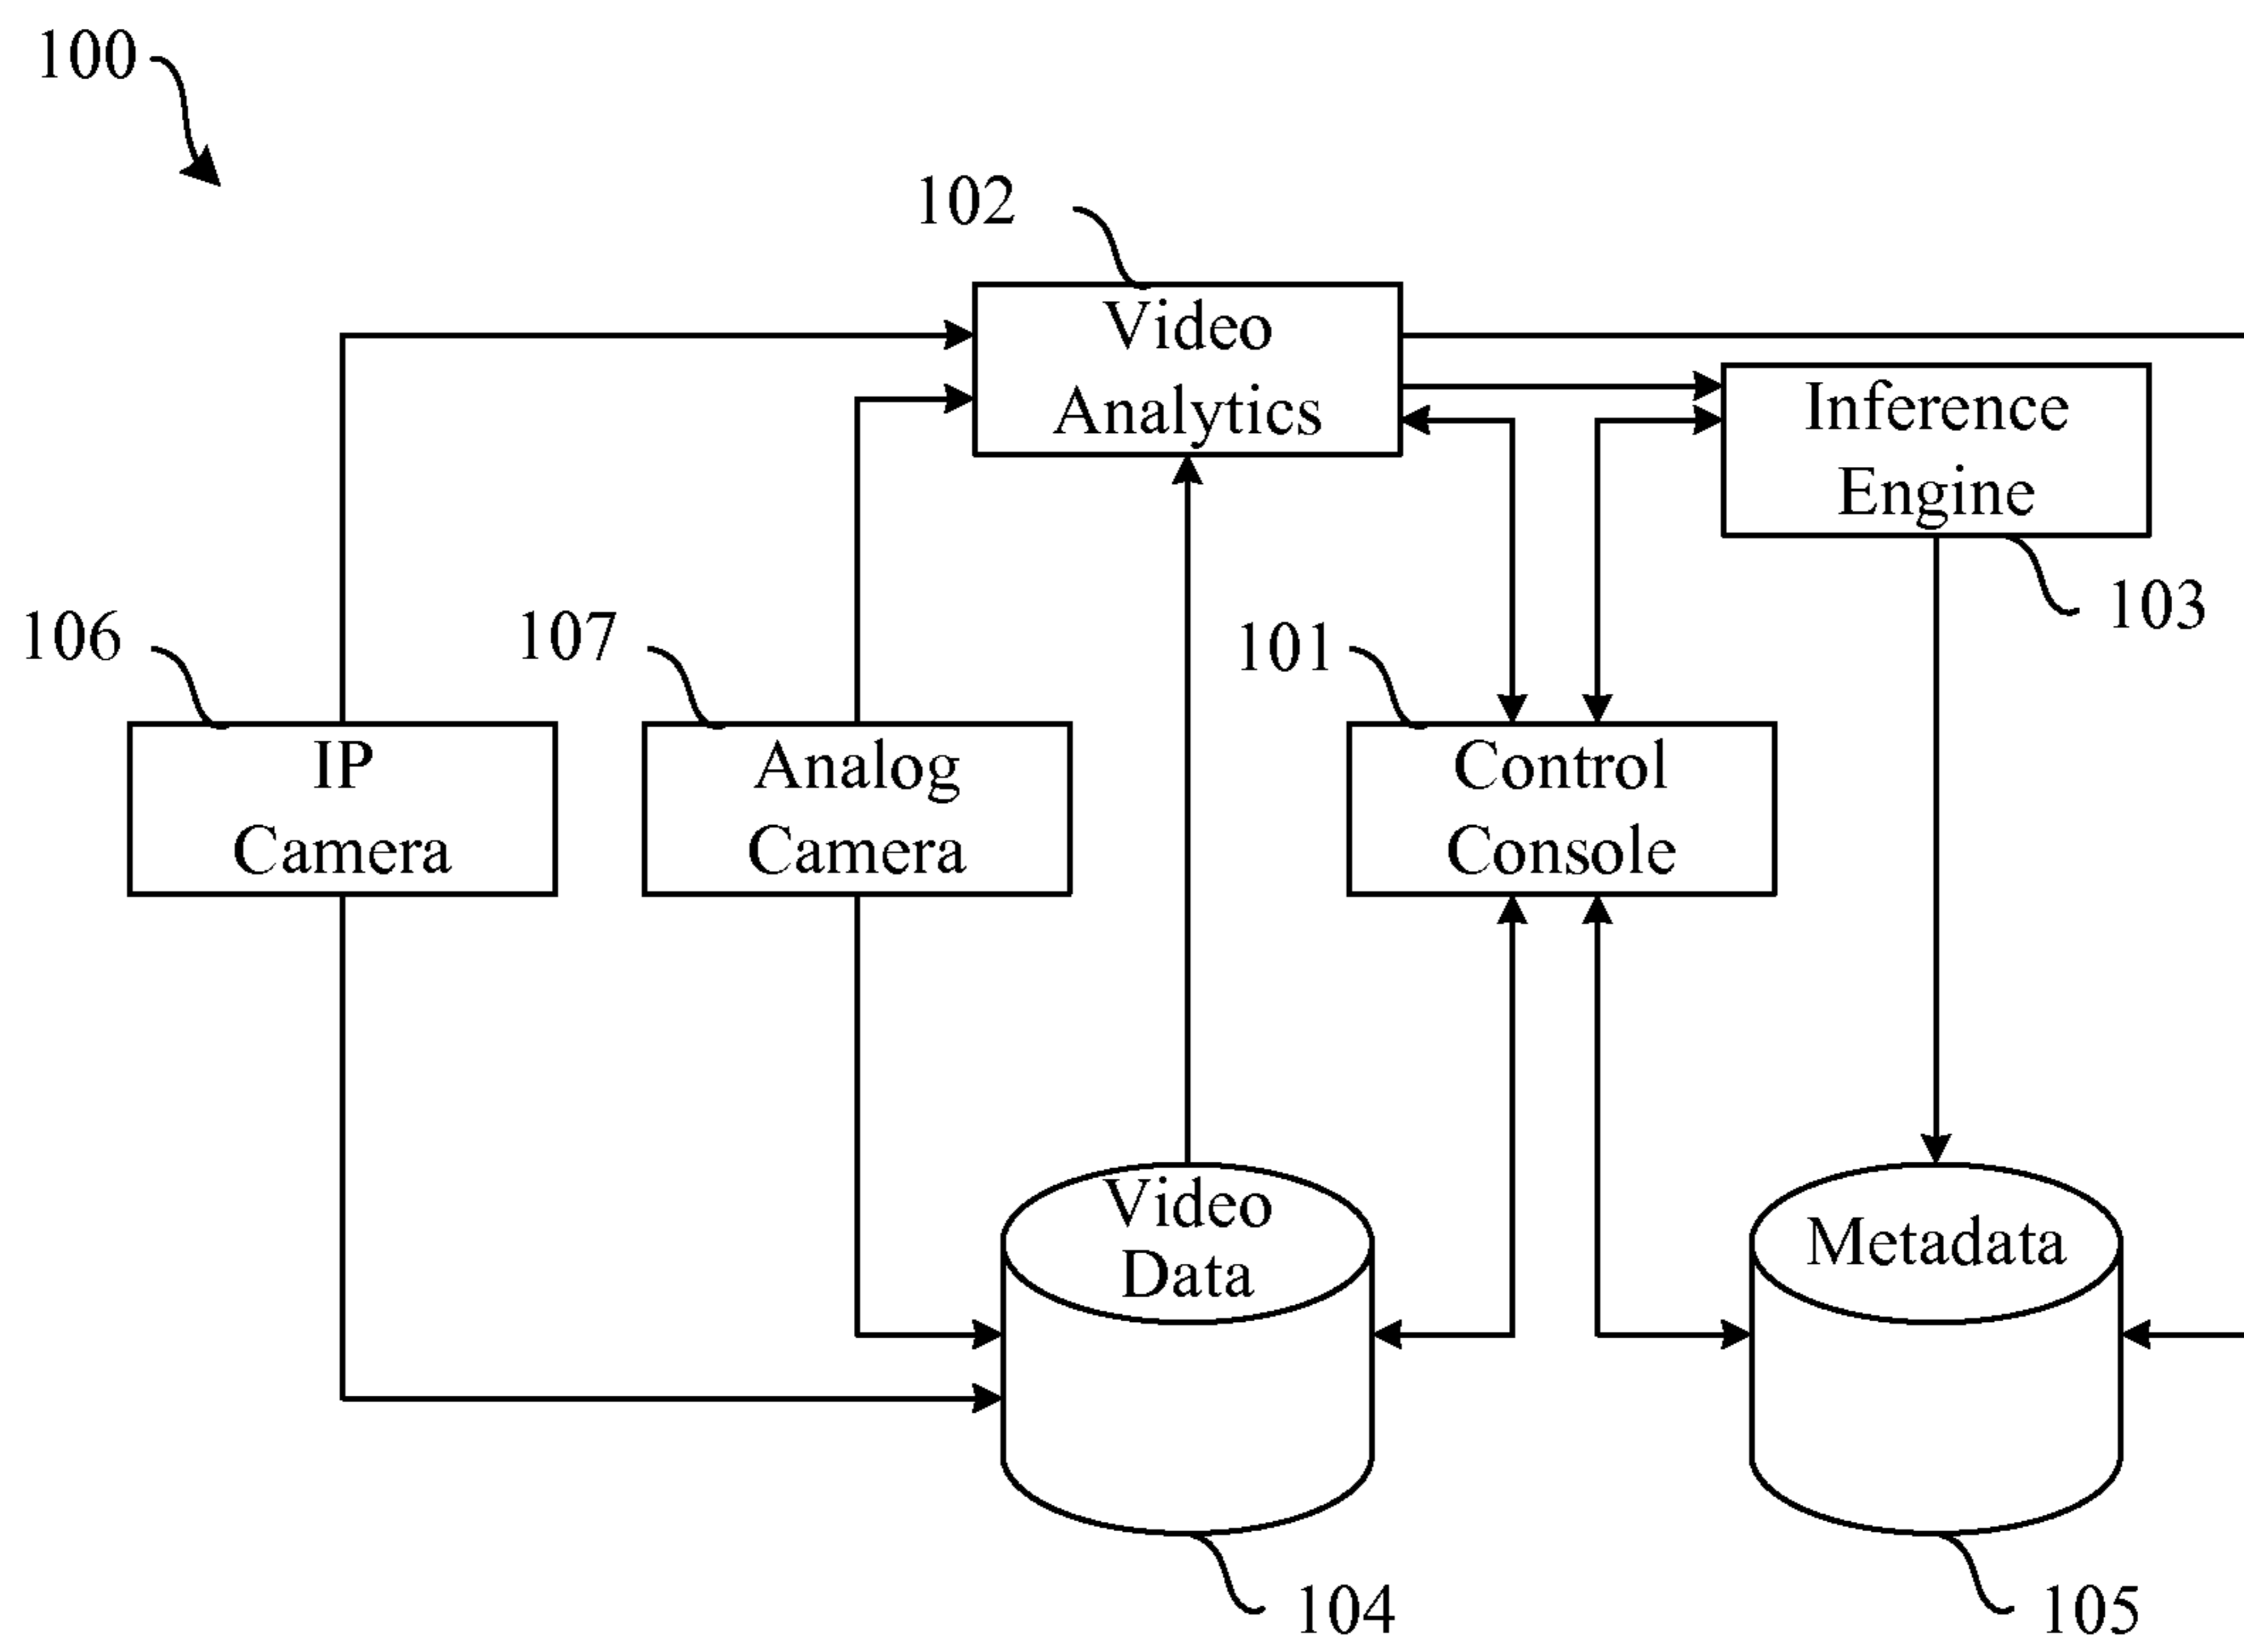 100
102
Video
Analytics
Inference
Engine
103
106
107
101
IP
Camera
Analog
Camera
Control
Console
Video
Data
Metadata
104
105